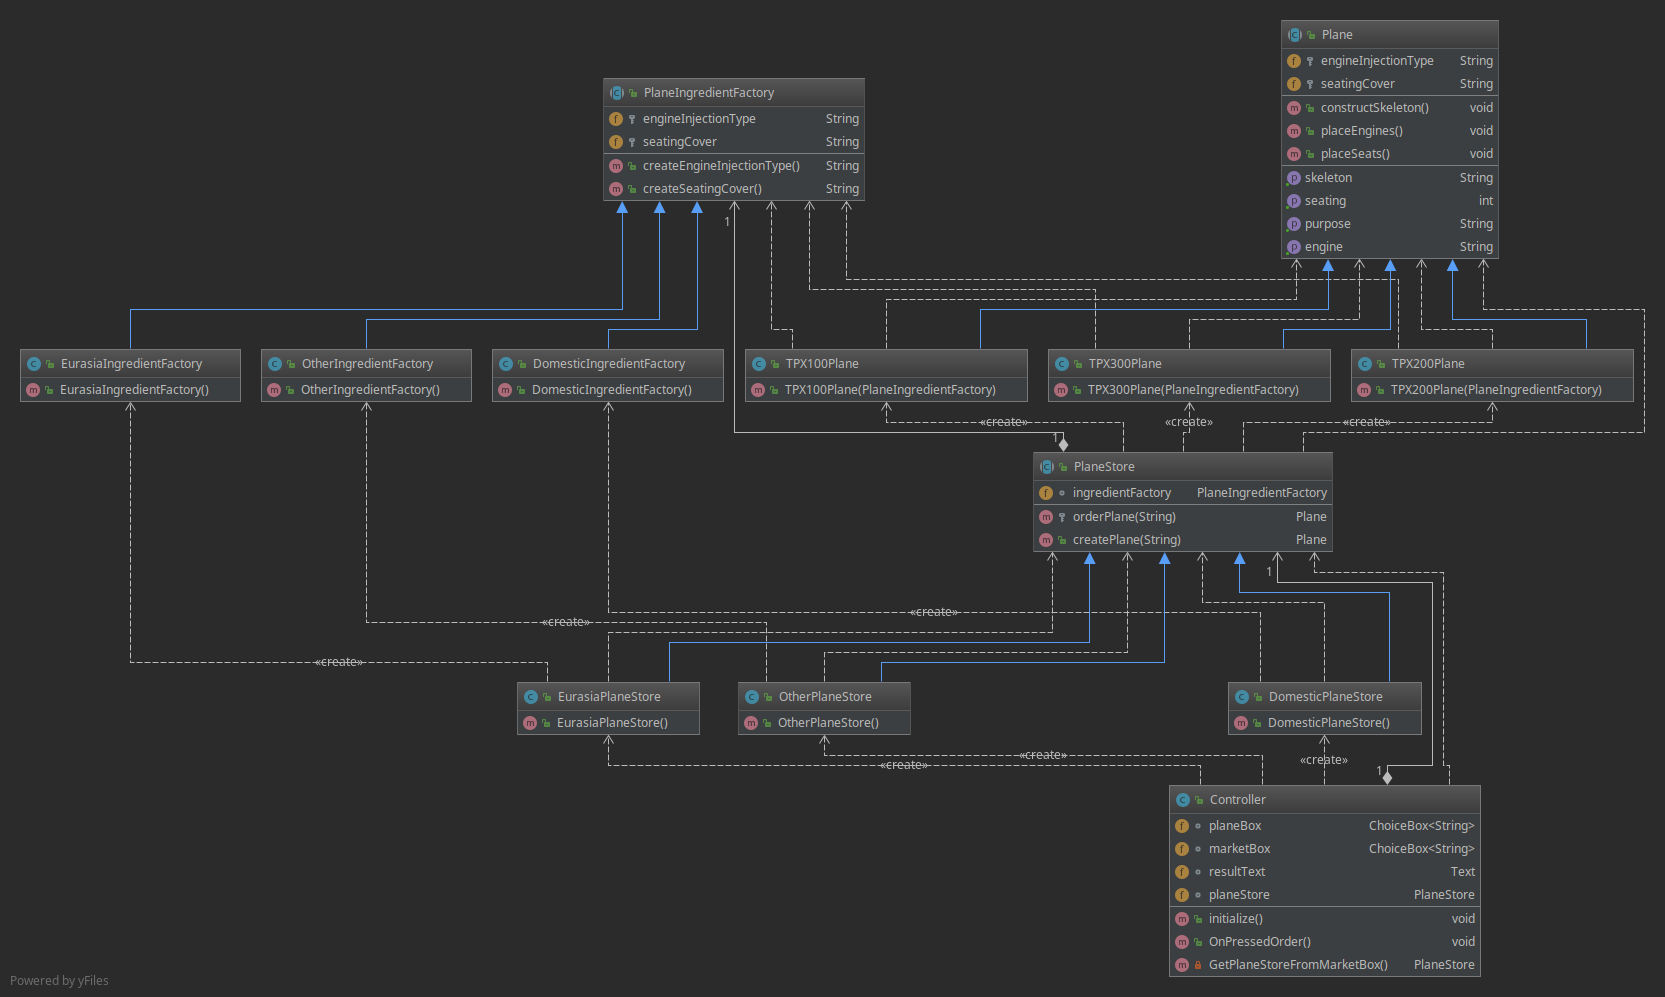 Plane
engineInjectionType String
seatingCover String
constructSkeleton() void
placeEngines() void
placeSeats() void
skeleton String
seating int
purpose String
engine String
PlaneIngredientFactory
engineInjectionType String
seatingCover String
createEngineInjectionType() String
createSeatingCover() String
1
EurasiaIngredientFactory
EurasiaIngredientFactory()
OtherIngredientFactory
OtherIngredientFactory()
DomesticIngredientFactory
DomesticIngredientFactory()
TPX100Plane
TPX100Plane(PlaneIngredientFactory)
TPX300Plane
TPX300Plane(PlaneIngredientFactory)
TPX200Plane
TPX200Plane(PlaneIngredientFactory)
«create»
«create»
«create»
1
PlaneStore
ingredientFactory PlaneIngredientFactory
orderPlane(String) Plane
createPlane(String) Plane
1
«create»
«create»
«create»
EurasiaPlaneStore
EurasiaPlaneStore()
OtherPlaneStore
OtherPlaneStore()
DomesticPlaneStore
DomesticPlaneStore()
«create»
«create»
«create»
1
Controller
planeBox ChoiceBox<String>
marketBox ChoiceBox<String>
resultText Text
planeStore PlaneStore
initialize() void
OnPressedOrder() void
GetPlaneStoreFromMarketBox() PlaneStore
Powered by yFiles